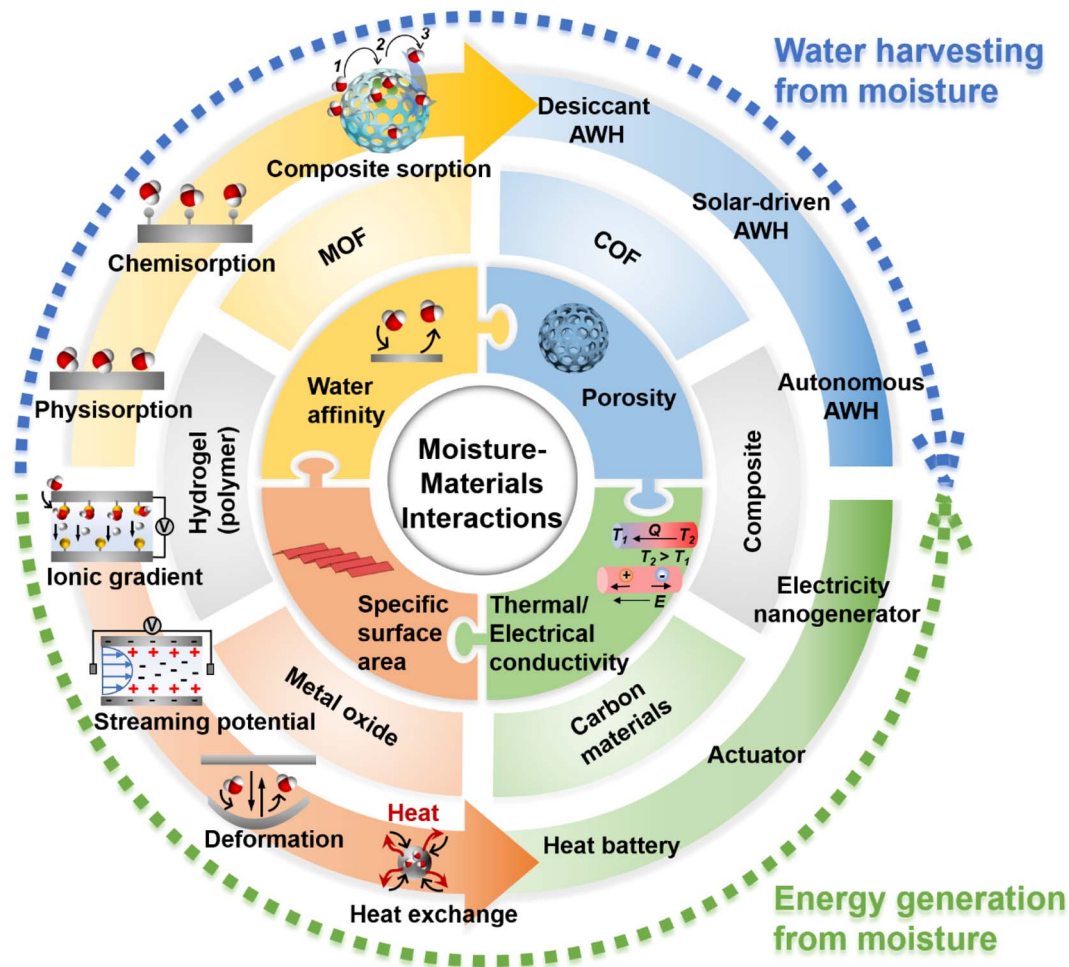 Water harvesting
from moisture
1
2
3
Composite sorption
Desiccant
AWH
Solar-driven
AWH
Autonomous
AWH
Chemisorption
Physisorption
MOF
COF
Hydrogel
(polymer)
Composite
Water
affinity
Porosity
Moisture-
Materials
Interactions
Specific
surface
area
Thermal/
Electrical
conductivity
T1 Q T2
T2 > T1
+ -
E
V
Ionic gradient
V
- - - - - -
+ + + +
- - - -
- - -
+ + + +
- - - - - -
Streaming potential
Deformation
Heat
Heat exchange
Metal oxide
Carbon
materials
Electricity
nanogenerator
Actuator
Heat battery
Energy generation
from moisture